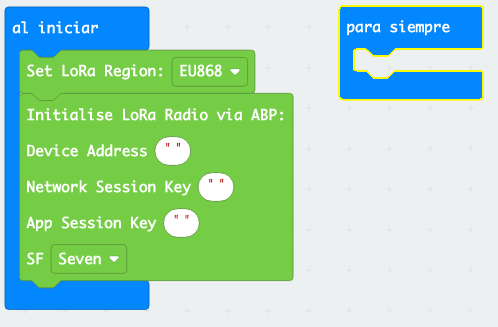 al iniciar
Set LoRa Region: EU868
Initialise LoRa Radio via ABP:
Device Address " "
Network Session Key " "
App Session Key " "
SF Seven
para siempre